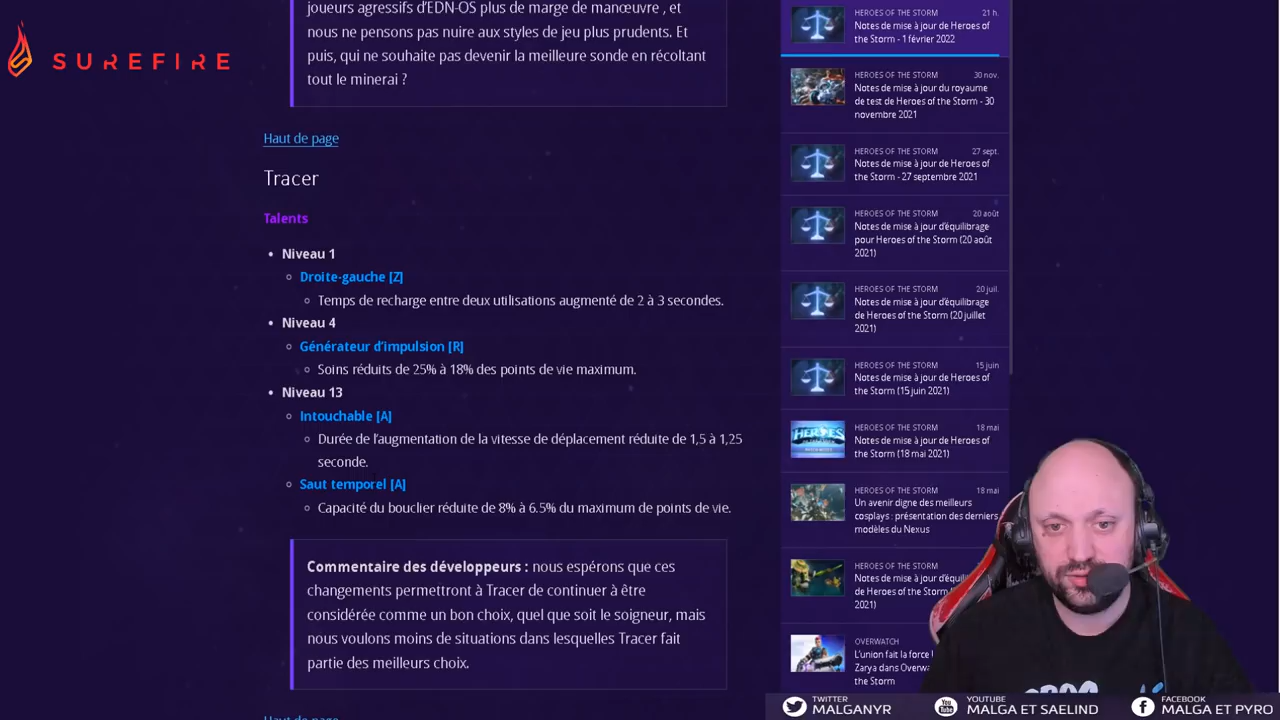 joueurs agressifs d'EDN-OS plus de marge de manœuvre , et
nous ne pensons pas nuire aux styles de jeu plus prudents. Et
puis, qui ne souhaite pas devenir la meilleure sonde en récoltant
tout le minerai ?
SUREFIRE
Haut de page
Tracer
Talents
Niveau 1
Droite-gauche [Z]
Temps de recharge entre deux utilisations augmenté de 2 à 3 secondes.
Niveau 4
Générateur d'impulsion [R]
Soins réduits de 25% à 18% des points de vie maximum.
Niveau 13
Intouchable [A]
Durée de l'augmentation de la vitesse de déplacement réduite de 1,5 à 1,25
seconde.
Saut temporel [A]
Capacité du bouclier réduite de 8% à 6.5% du maximum de points de vie.
Commentaire des développeurs : nous espérons que ces
changements permettront à Tracer de continuer à être
considérée comme un bon choix, quel que soit le soigneur, mais
nous voulons moins de situations dans lesquelles Tracer fait
partie des meilleurs choix.
Haut de page
HEROES OF THE STORM 21 h.
Notes de mise à jour de Heroes of
the Storm - 1 février 2022
HEROES OF THE STORM 30 nov.
Notes de mise à jour du royaume
de test de Heroes of the Storm - 30
novembre 2021
HEROES OF THE STORM 27 sept.
Notes de mise à jour de Heroes of
the Storm - 27 septembre 2021
HEROES OF THE STORM 20 août
Notes de mise à jour d'équilibrage
pour Heroes of the Storm (20 août
2021)
HEROES OF THE STORM 20 juil.
Notes de mise à jour d'équilibrage
de Heroes of the Storm (20 juillet
2021)
HEROES OF THE STORM 15 juin
Notes de mise à jour de Heroes of
the Storm (15 juin 2021)
HEROES OF THE STORM 18 mai
Notes de mise à jour de Heroes of
the Storm (18 mai 2021)
HEROES OF THE STORM 18 mai
Un avenir digne des meilleurs
cosplays : présentation des derniers
modèles du Nexus
HEROES OF THE STORM
Notes de mise à jour d'équil
de Heroes of the Storm
2021)
OVERWATCH
L'union fait la force
Zarya dans Overwa
the Storm
TWITTER
MALGANYR
YOUTUBE
MALGA ET SAELIND
FACEBOOK
MALGA ET PYRO